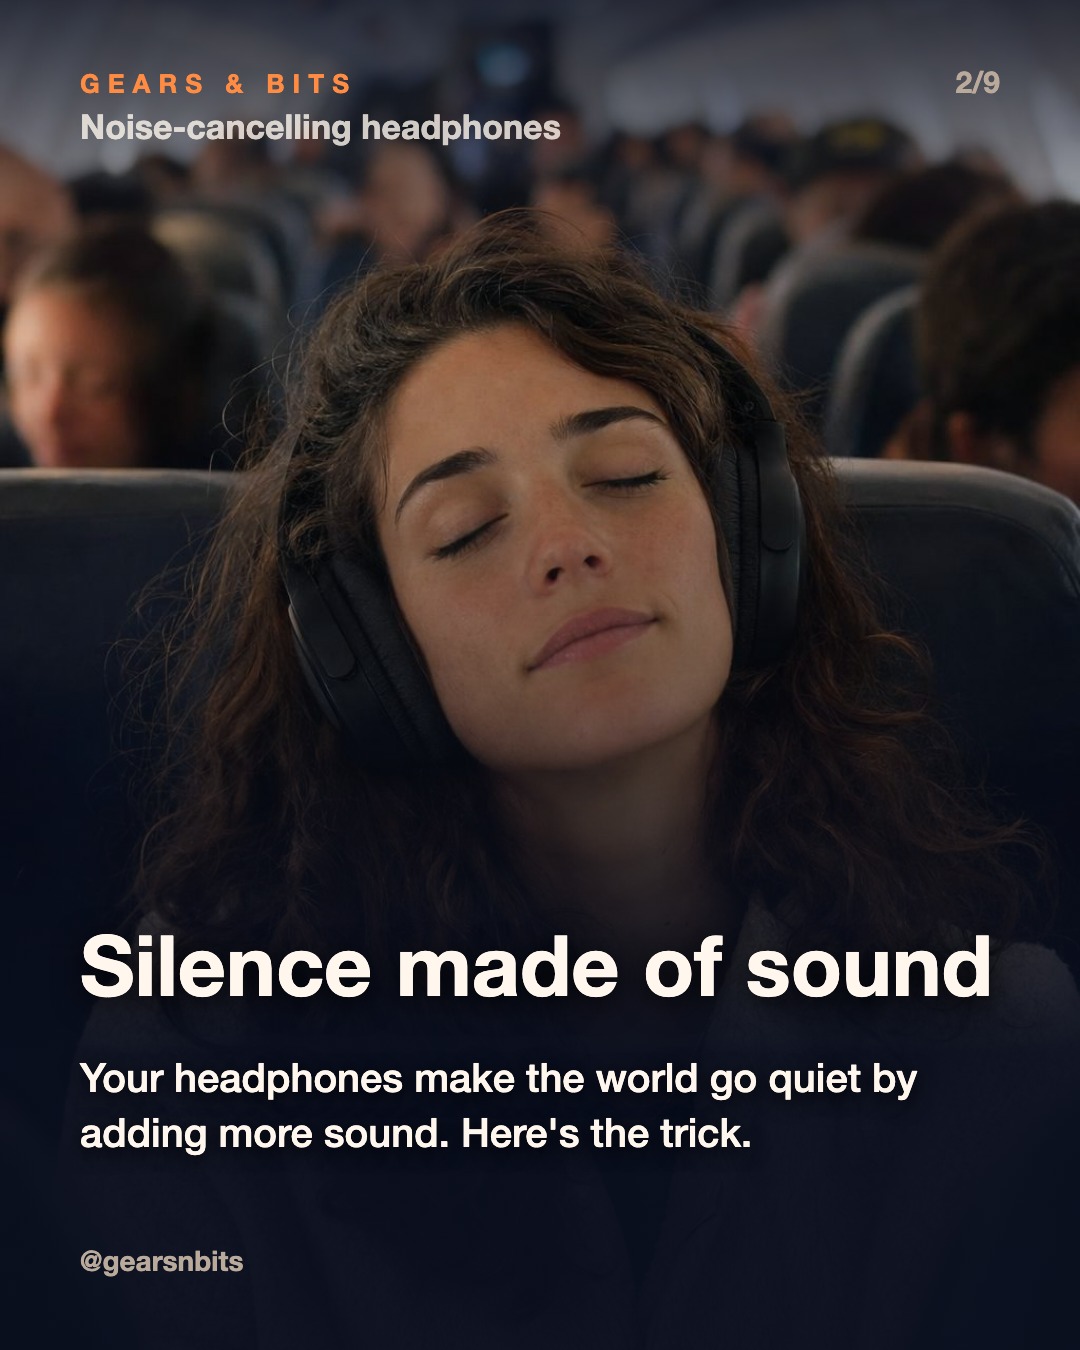 GEARS & BITS
2/9
Noise-cancelling headphones
Silence made of sound
Your headphones make the world go quiet by
adding more sound. Here's the trick.
@gearsnbits